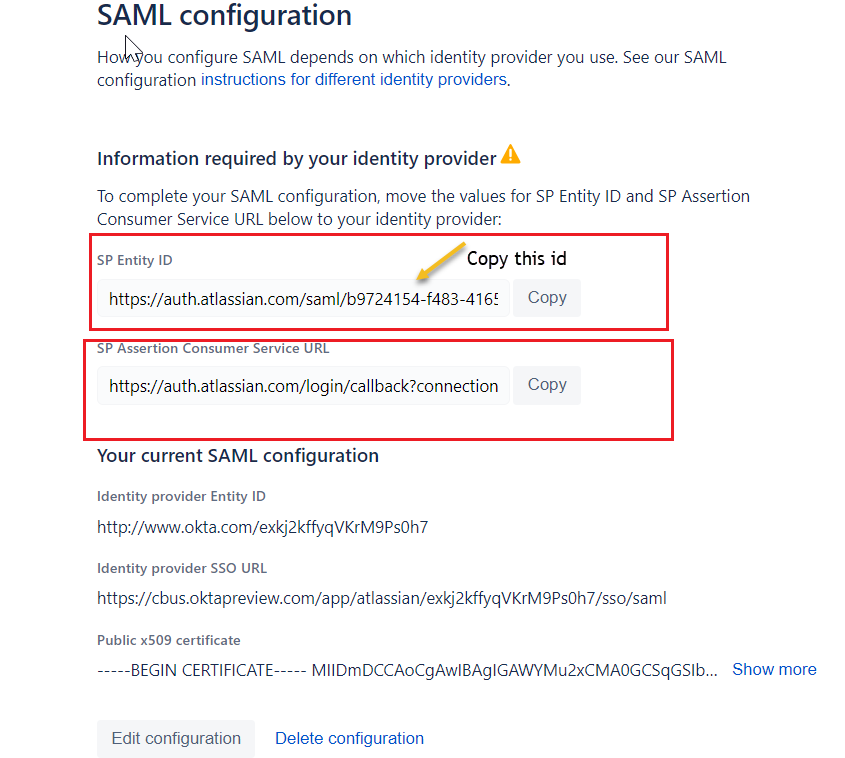 SAML configuration
How you configure SAML depends on which identity provider you use. See our SAML
configuration instructions for different identity providers.
Information required by your identity provider
To complete your SAML configuration, move the values for SP Entity ID and SP Assertion
Consumer Service URL below to your identity provider:
SP Entity ID
Copy this id
https://auth.atlassian.com/saml/b9724154-f483-4165
Copy
SP Assertion Consumer Service URL
https://auth.atlassian.com/login/callback?connection
Copy
Your current SAML configuration
Identity provider Entity ID
http://www.okta.com/exkj2kffyqVKrM9Ps0h7
Identity provider SSO URL
https://cbus.oktapreview.com/app/atlassian/exkj2kffyqVKrM9Ps0h7/sso/saml
Public x509 certificate
-----BEGIN CERTIFICATE----- MIIDmDCCAoCgAwIBAgIGAWYMu2xCMA0GCSqGSIb... Show more
Edit configuration Delete configuration